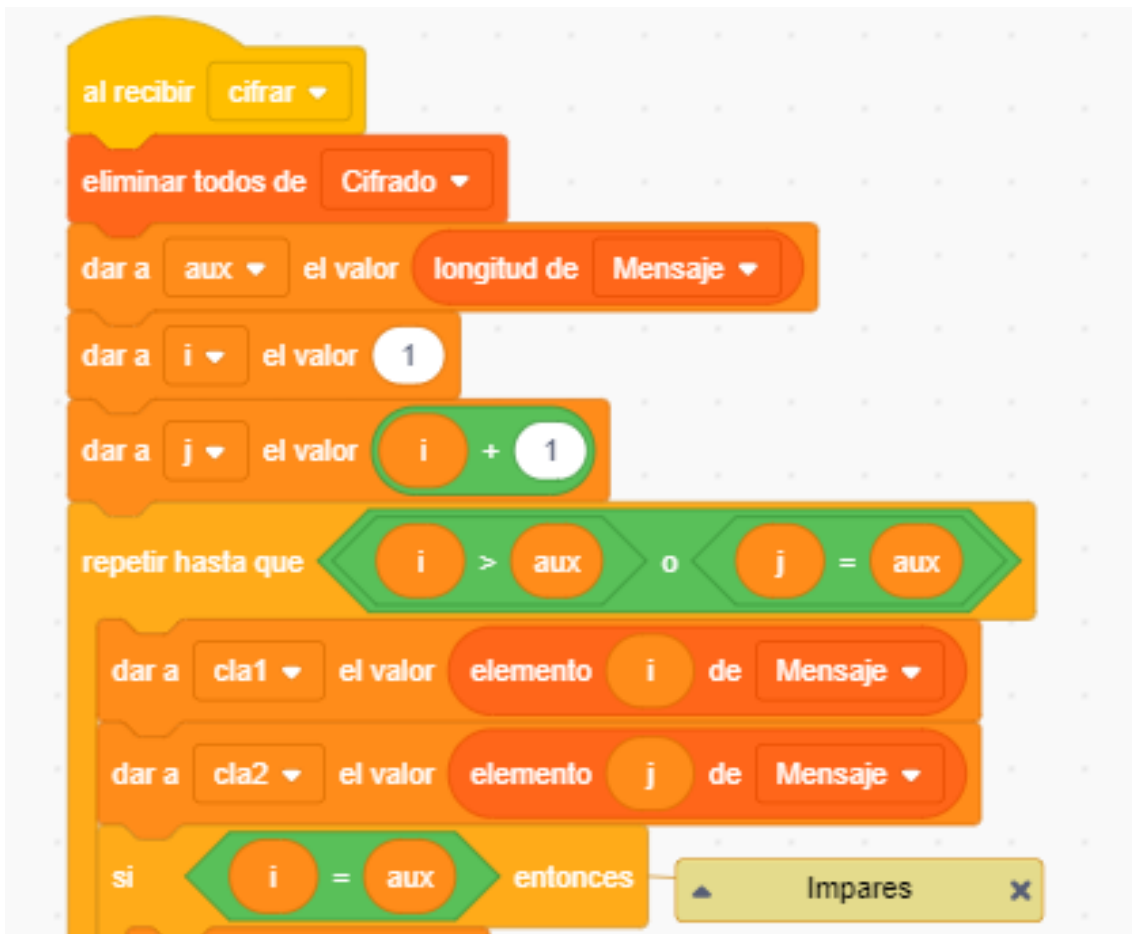 al recibir cifrar
eliminar todos de Cifrado
dar a aux el valor longitud de Mensaje
dar a i el valor 1
dar a j el valor i + 1
repetir hasta que i > aux o j = aux
dar a cla1 el valor elemento i de Mensaje
dar a cla2 el valor elemento j de Mensaje
si i = aux entonces Impares